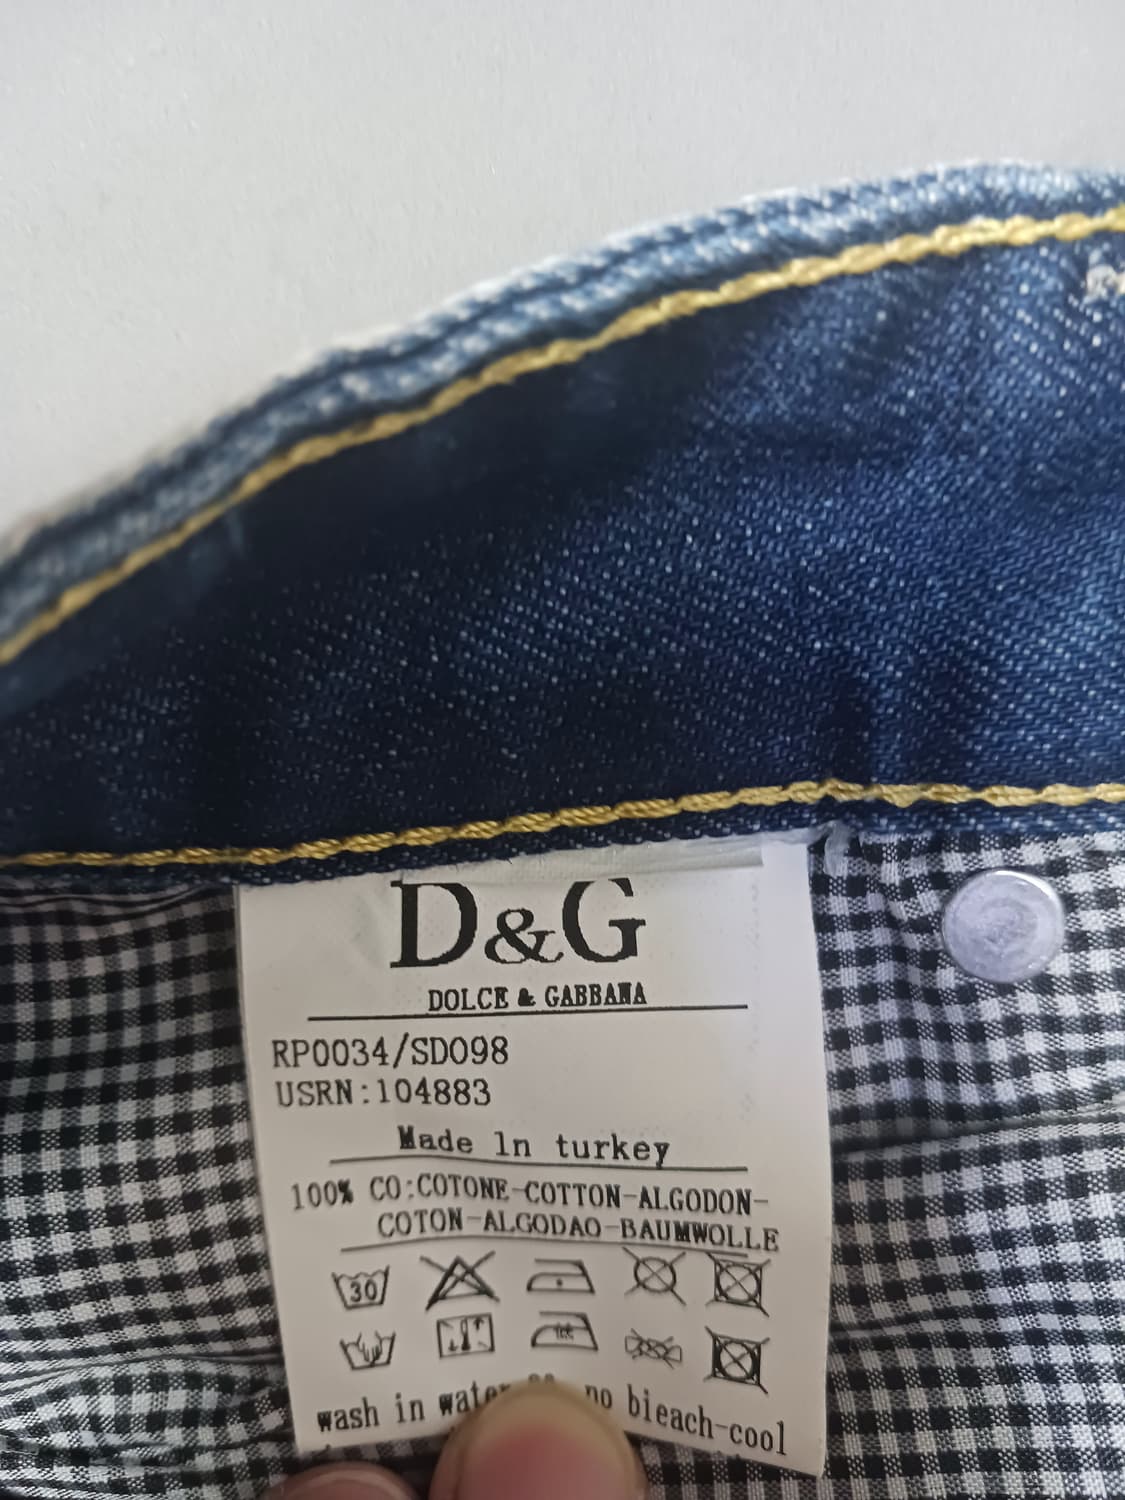 D&G
DOLCE & GABBANA
RP0034/SD098
USRN:104883
Made ln turkey
100% CO:COTONE-COTTON-ALGODON-
COTON-ALGODAO-BAUMWOLLE
30
wash in water no bieach-cool